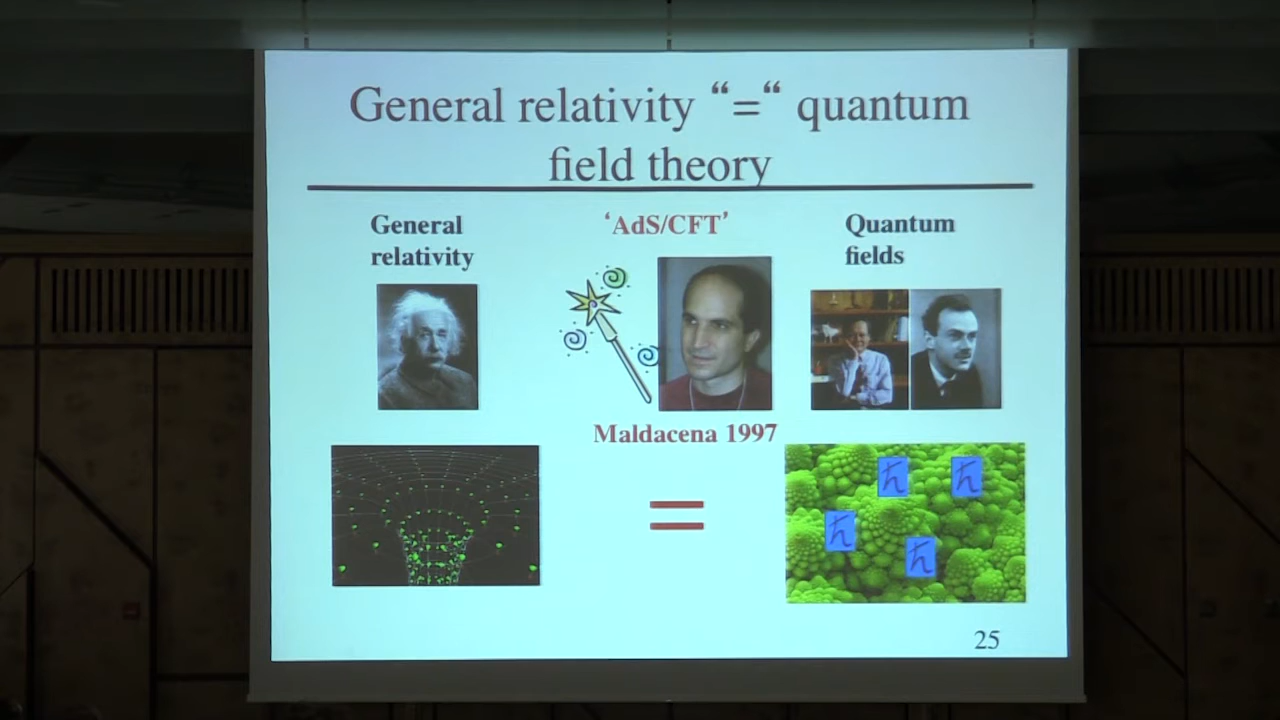 General relativity “=“ quantum
field theory
General
relativity
‘AdS/CFT’
Quantum
fields
Maldacena 1997
=
ħ
ħ
ħ
ħ
25